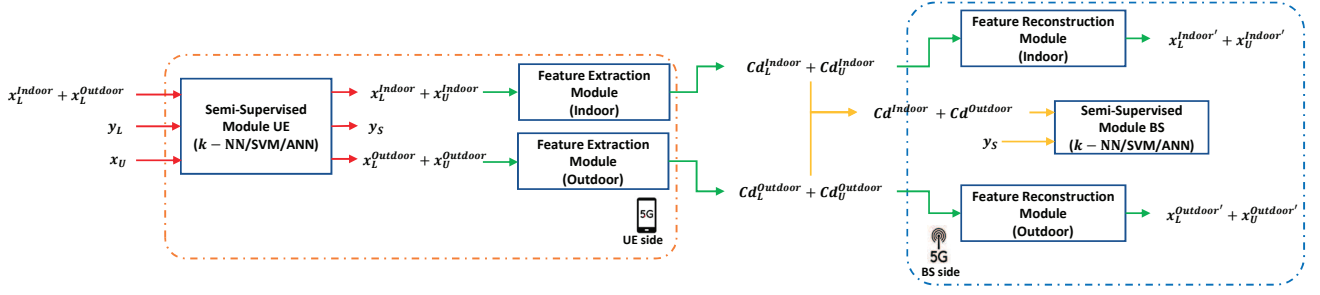 x_L^{Indoor} + x_L^{Outdoor}
y_L
x_U
Semi-Supervised
Module UE
(k − NN/SVM/ANN)
x_L^{Indoor} + x_U^{Indoor}
y_S
x_L^{Outdoor} + x_U^{Outdoor}
Feature Extraction
Module
(Indoor)
Feature Extraction
Module
(Outdoor)
5G
UE side
Cd_L^{Indoor} + Cd_U^{Indoor}
Cd_L^{Outdoor} + Cd_U^{Outdoor}
Feature Reconstruction
Module
(Indoor)
x_L^{Indoor'} + x_U^{Indoor'}
Cd^{Indoor} + Cd^{Outdoor}
y_S
Semi-Supervised
Module BS
(k − NN/SVM/ANN)
Feature Reconstruction
Module
(Outdoor)
x_L^{Outdoor'} + x_U^{Outdoor'}
5G
BS side